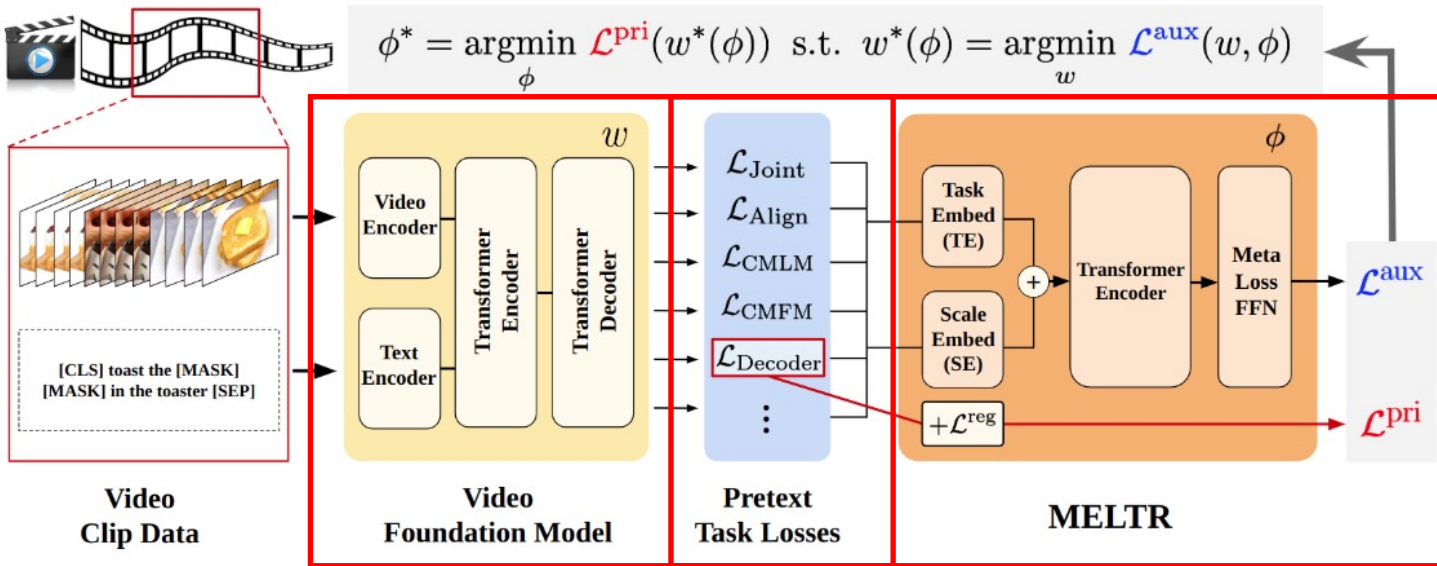 ϕ* = argmin_ϕ 𝓛^pri(w*(ϕ)) s.t. w*(ϕ) = argmin_w 𝓛^aux(w, ϕ)
[CLS] toast the [MASK]
[MASK] in the toaster [SEP]
Video
Clip Data
w
Video
Encoder
Text
Encoder
Transformer
Encoder
Transformer
Decoder
Video
Foundation Model
𝓛_Joint
𝓛_Align
𝓛_CMLM
𝓛_CMFM
𝓛_Decoder
⋮
Pretext
Task Losses
ϕ
Task
Embed
(TE)
Scale
Embed
(SE)
+
+𝓛^reg
Transformer
Encoder
Meta
Loss
FFN
MELTR
𝓛^aux
𝓛^pri